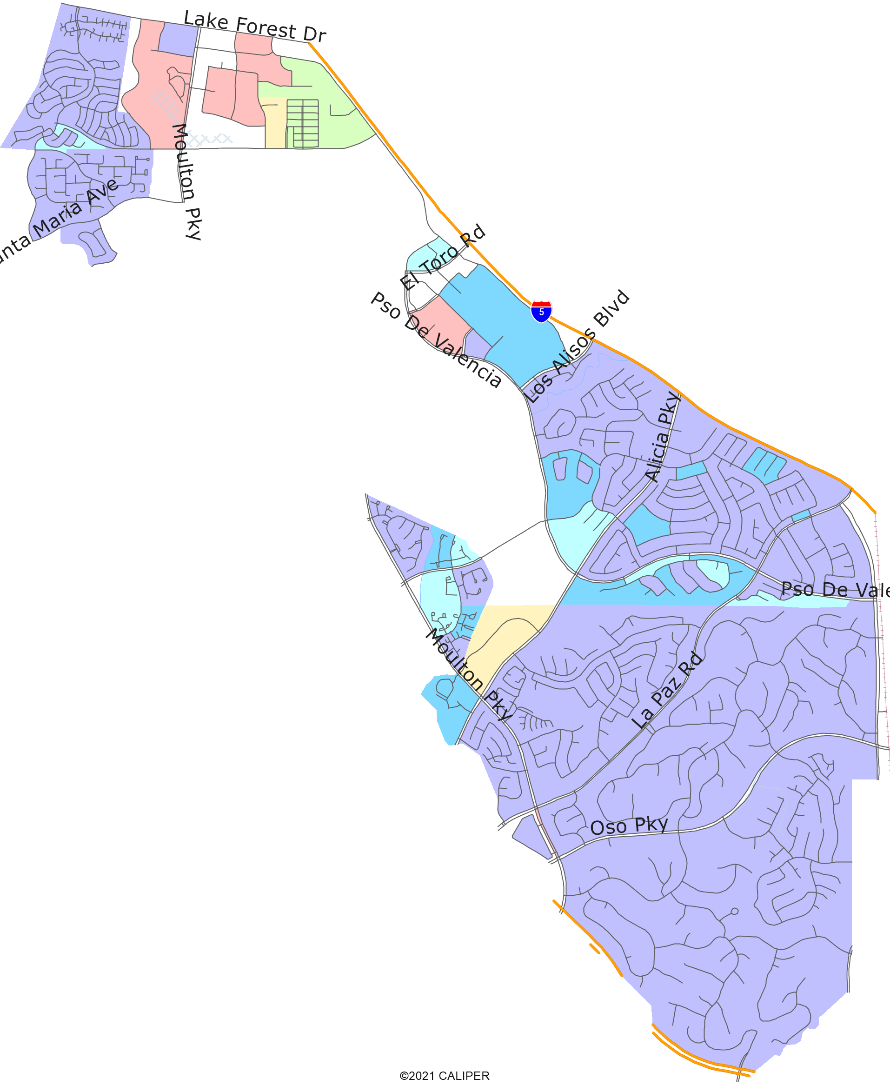 Lake Forest Dr
Moulton Pky
anta Maria Ave
El Toro Rd
5
Pso De Valencia
Los Alisos Blvd
Alicia Pky
Pso De Vale
Moulton Pky
La Paz Rd
Oso Pky
©2021 CALIPER